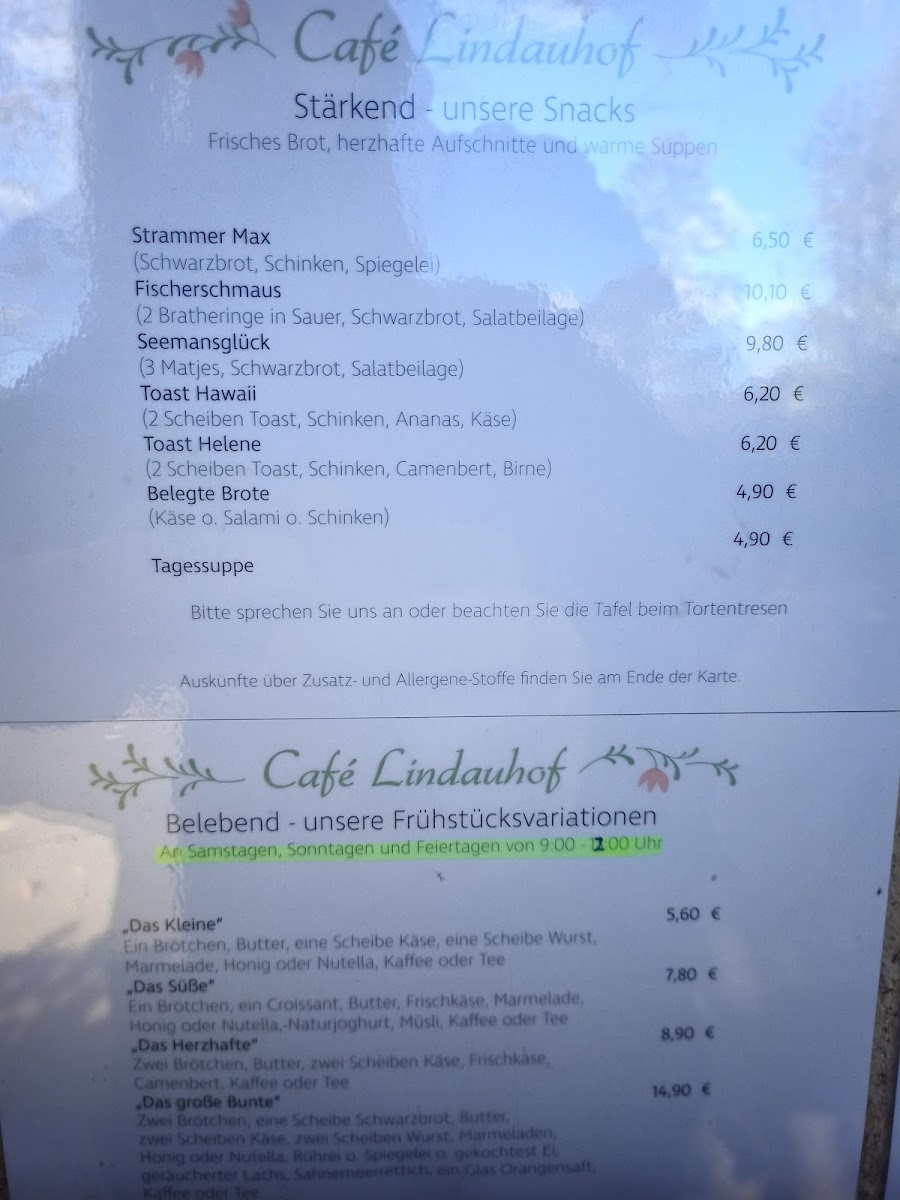 Café Lindauhof
Stärkend - unsere Snacks
Frisches Brot, herzhafte Aufschnitte und warme Suppen
Strammer Max 6,50 €
(Schwarzbrot, Schinken, Spiegelei)
Fischerschmaus 10,10 €
(2 Bratheringe in Sauer, Schwarzbrot, Salatbeilage)
Seemansglück 9,80 €
(3 Matjes, Schwarzbrot, Salatbeilage)
Toast Hawaii 6,20 €
(2 Scheiben Toast, Schinken, Ananas, Käse)
Toast Helene 6,20 €
(2 Scheiben Toast, Schinken, Camenbert, Birne)
Belegte Brote 4,90 €
(Käse o. Salami o. Schinken)
4,90 €
Tagessuppe
Bitte sprechen Sie uns an oder beachten Sie die Tafel beim Tortentresen
Auskünfte über Zusatz- und Allergene-Stoffe finden Sie am Ende der Karte.
Café Lindauhof
Belebend - unsere Frühstücksvariationen
An Samstagen, Sonntagen und Feiertagen von 9:00 - 12:00 Uhr
„Das Kleine“ 5,60 €
Ein Brötchen, Butter, eine Scheibe Käse, eine Scheibe Wurst,
Marmelade, Honig oder Nutella, Kaffee oder Tee
„Das Süße“ 7,80 €
Ein Brötchen, ein Croissant, Butter, Frischkäse, Marmelade,
Honig oder Nutella,-Naturjoghurt, Müsli, Kaffee oder Tee
„Das Herzhafte“ 8,90 €
Zwei Brötchen, Butter, zwei Scheiben Käse, Frischkäse,
Camenbert, Kaffee oder Tee
„Das große Bunte“ 14,90 €
Zwei Brötchen, eine Scheibe Schwarzbrot, Butter,
zwei Scheiben Käse, zwei Scheiben Wurst, Marmeladen,
Honig oder Nutella, Rührei o. Spiegelei o. gekochtest Ei,
geräucherter Lachs, Sahnemeerrettich, ein Glas Orangensaft,
Kaffee oder Tee